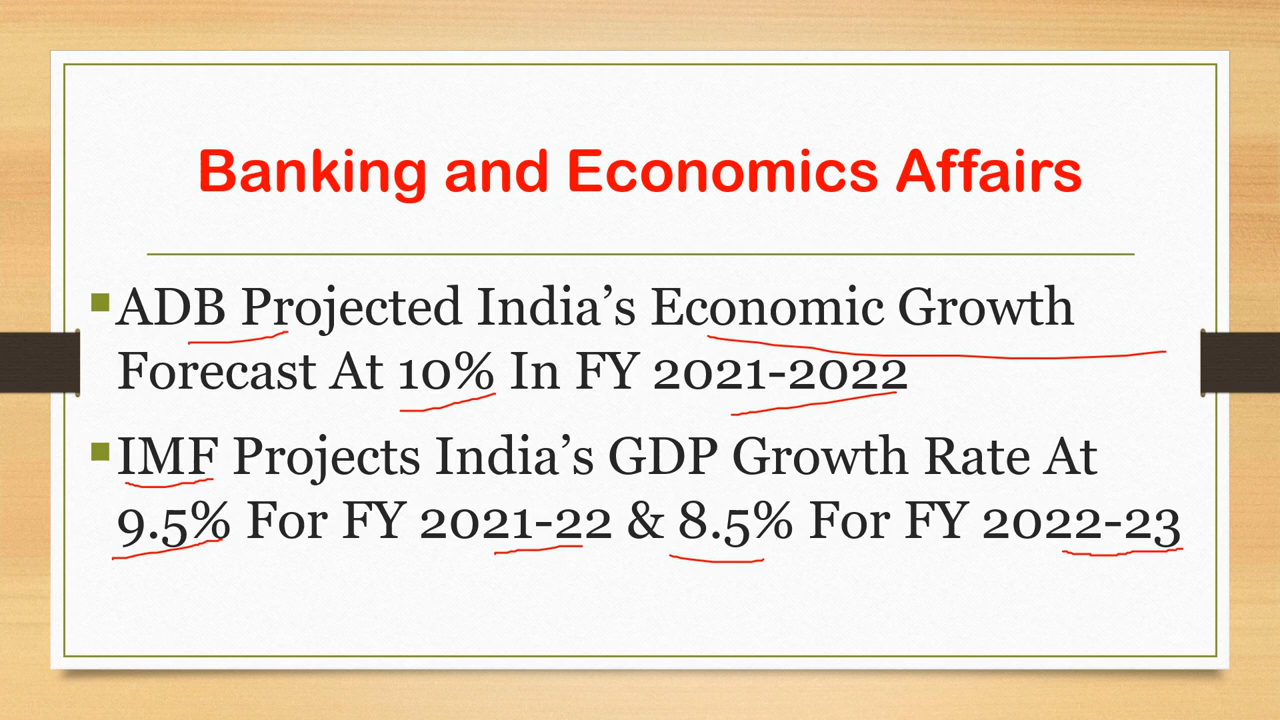 Banking and Economics Affairs
ADB Projected India’s Economic Growth
Forecast At 10% In FY 2021-2022
IMF Projects India’s GDP Growth Rate At
9.5% For FY 2021-22 & 8.5% For FY 2022-23